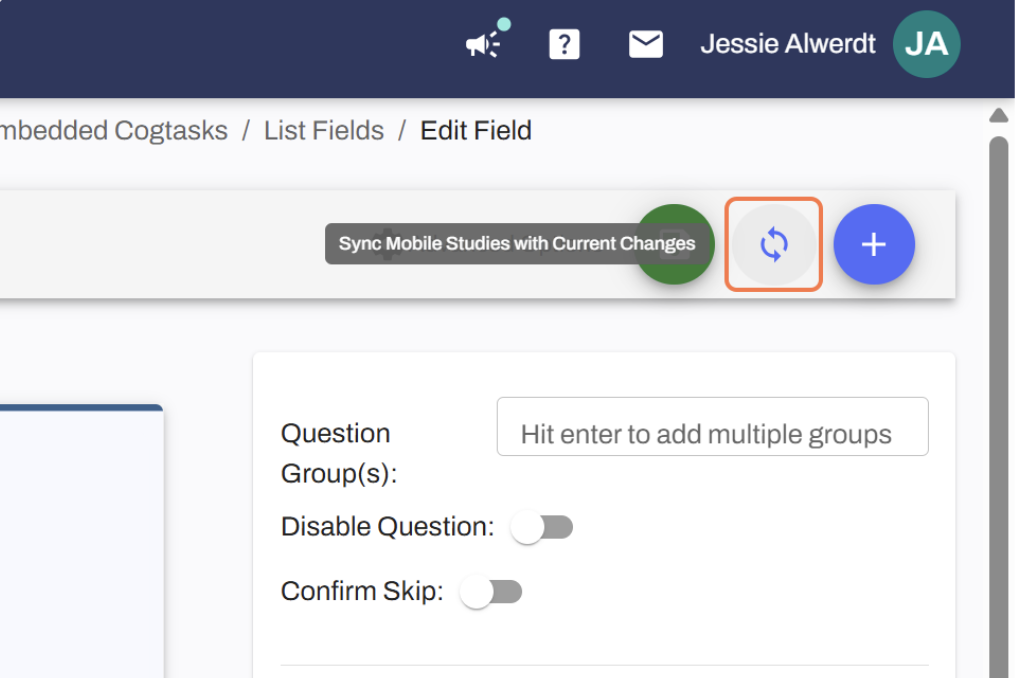 Jessie Alwerdt JA
mbedded Cogtasks / List Fields / Edit Field
Sync Mobile Studies with Current Changes
Question
Group(s):
Hit enter to add multiple groups
Disable Question:
Confirm Skip: